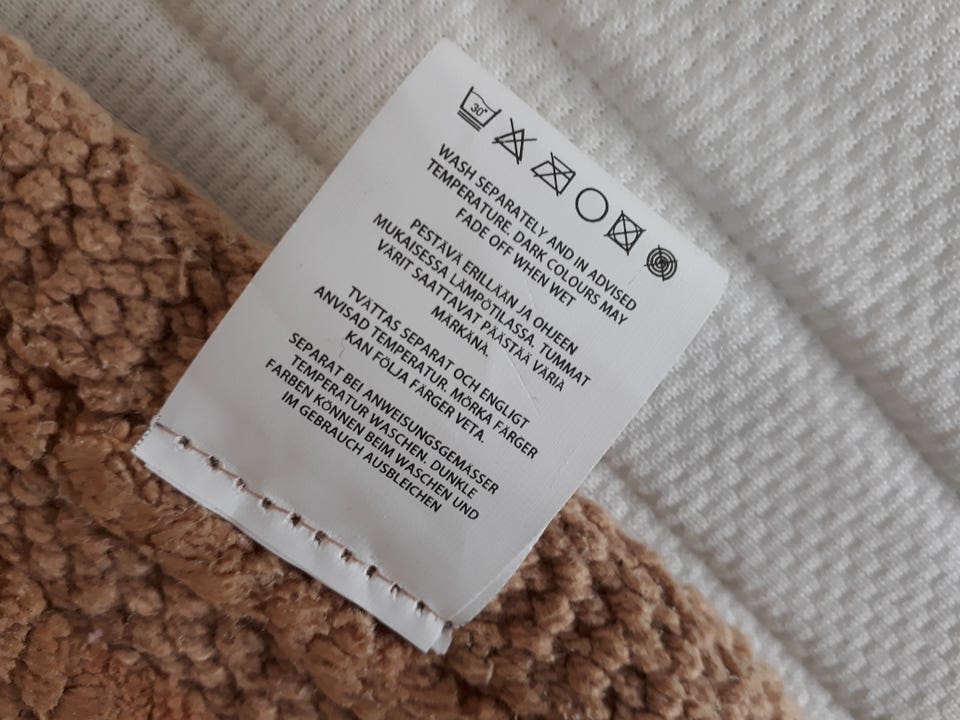 30°
WASH SEPARATELY AND IN ADVISED
TEMPERATURE. DARK COLOURS MAY
FADE OFF WHEN WET
PESTÄVÄ ERILLÄÄN JA OHJEEN
MUKAISESSA LÄMPÖTILASSA. TUMMAT
VÄRIT SAATTAVAT PÄÄSTÄÄ VÄRIÄ
MÄRKÄNÄ.
TVÄTTAS SEPARAT OCH ENGLIGT
ANVISAD TEMPERATUR. MÖRKA FÄRGER
KAN FÖLJA FÄRGER VETA.
SEPARAT BEI ANWEISUNGSGEMÄSSER
TEMPERATUR WASCHEN. DUNKLE
FARBEN KÖNNEN BEIM WASCHEN UND
IM GEBRAUCH AUSBLEICHEN